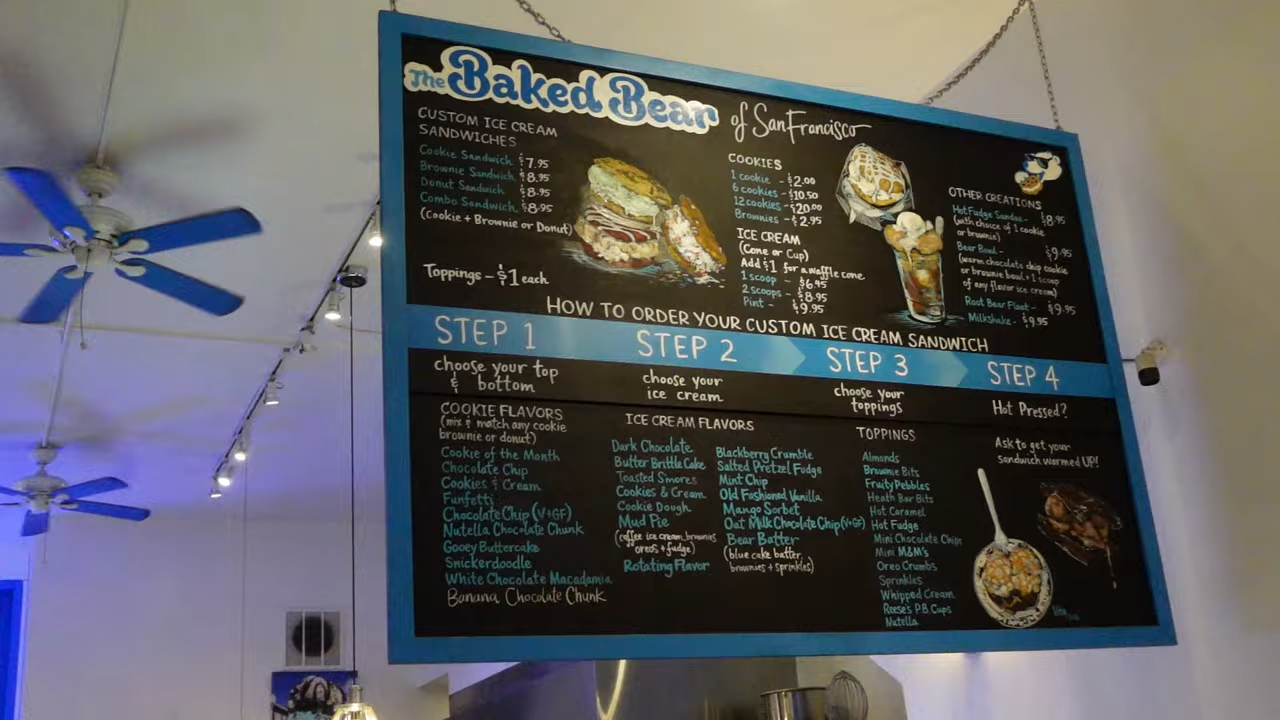 The Baked Bear of San Francisco
CUSTOM ICE CREAM
SANDWICHES
Cookie Sandwich $7.95
Brownie Sandwich $8.95
Donut Sandwich $8.95
Combo Sandwich $8.95
(Cookie + Brownie or Donut)
Toppings - $1 each
COOKIES
1 cookie - $2.00
6 cookies - $10.50
12 cookies - $20.00
Brownies - $2.95
ICE CREAM
(Cone or Cup)
Add $1 for a waffle cone
1 scoop - $6.45
2 scoops - $8.95
Pint - $9.95
OTHER CREATIONS
Hot Fudge Sundae - $8.95
(with choice of 1 cookie
or brownie)
Bear Bowl - $9.95
(warm chocolate chip cookie
or brownie bowl + 1 scoop
of any flavor ice cream)
Root Bear Float - $9.95
Milkshake - $9.95
HOW TO ORDER YOUR CUSTOM ICE CREAM SANDWICH
STEP 1
choose your top
& bottom
COOKIE FLAVORS
(mix & match any cookie
brownie or donut)
Cookie of the Month
Chocolate Chip
Cookies & Cream
Funfetti
Chocolate Chip (V+GF)
Nutella Chocolate Chunk
Gooey Buttercake
Snickerdoodle
White Chocolate Macadamia
Banana Chocolate Chunk
STEP 2
choose your
ice cream
ICE CREAM FLAVORS
Dark Chocolate
Butter Brittle Cake
Toasted Smores
Cookies & Cream
Cookie Dough
Mud Pie
(coffee ice cream, brownies
oreos + fudge)
Rotating Flavor
Blackberry Crumble
Salted Pretzel Fudge
Mint Chip
Old Fashioned Vanilla
Mango Sorbet
Oat Milk Chocolate Chip (V+GF)
Bear Batter
(blue cake batter,
brownies + sprinkles)
STEP 3
choose your
toppings
TOPPINGS
Almonds
Brownie Bits
Fruity Pebbles
Heath Bar Bits
Hot Caramel
Hot Fudge
Mini Chocolate Chips
Mini M&M's
Oreo Crumbs
Sprinkles
Whipped Cream
Reese's P.B. Cups
Nutella
STEP 4
Hot Pressed?
Ask to get your
sandwich warmed UP!